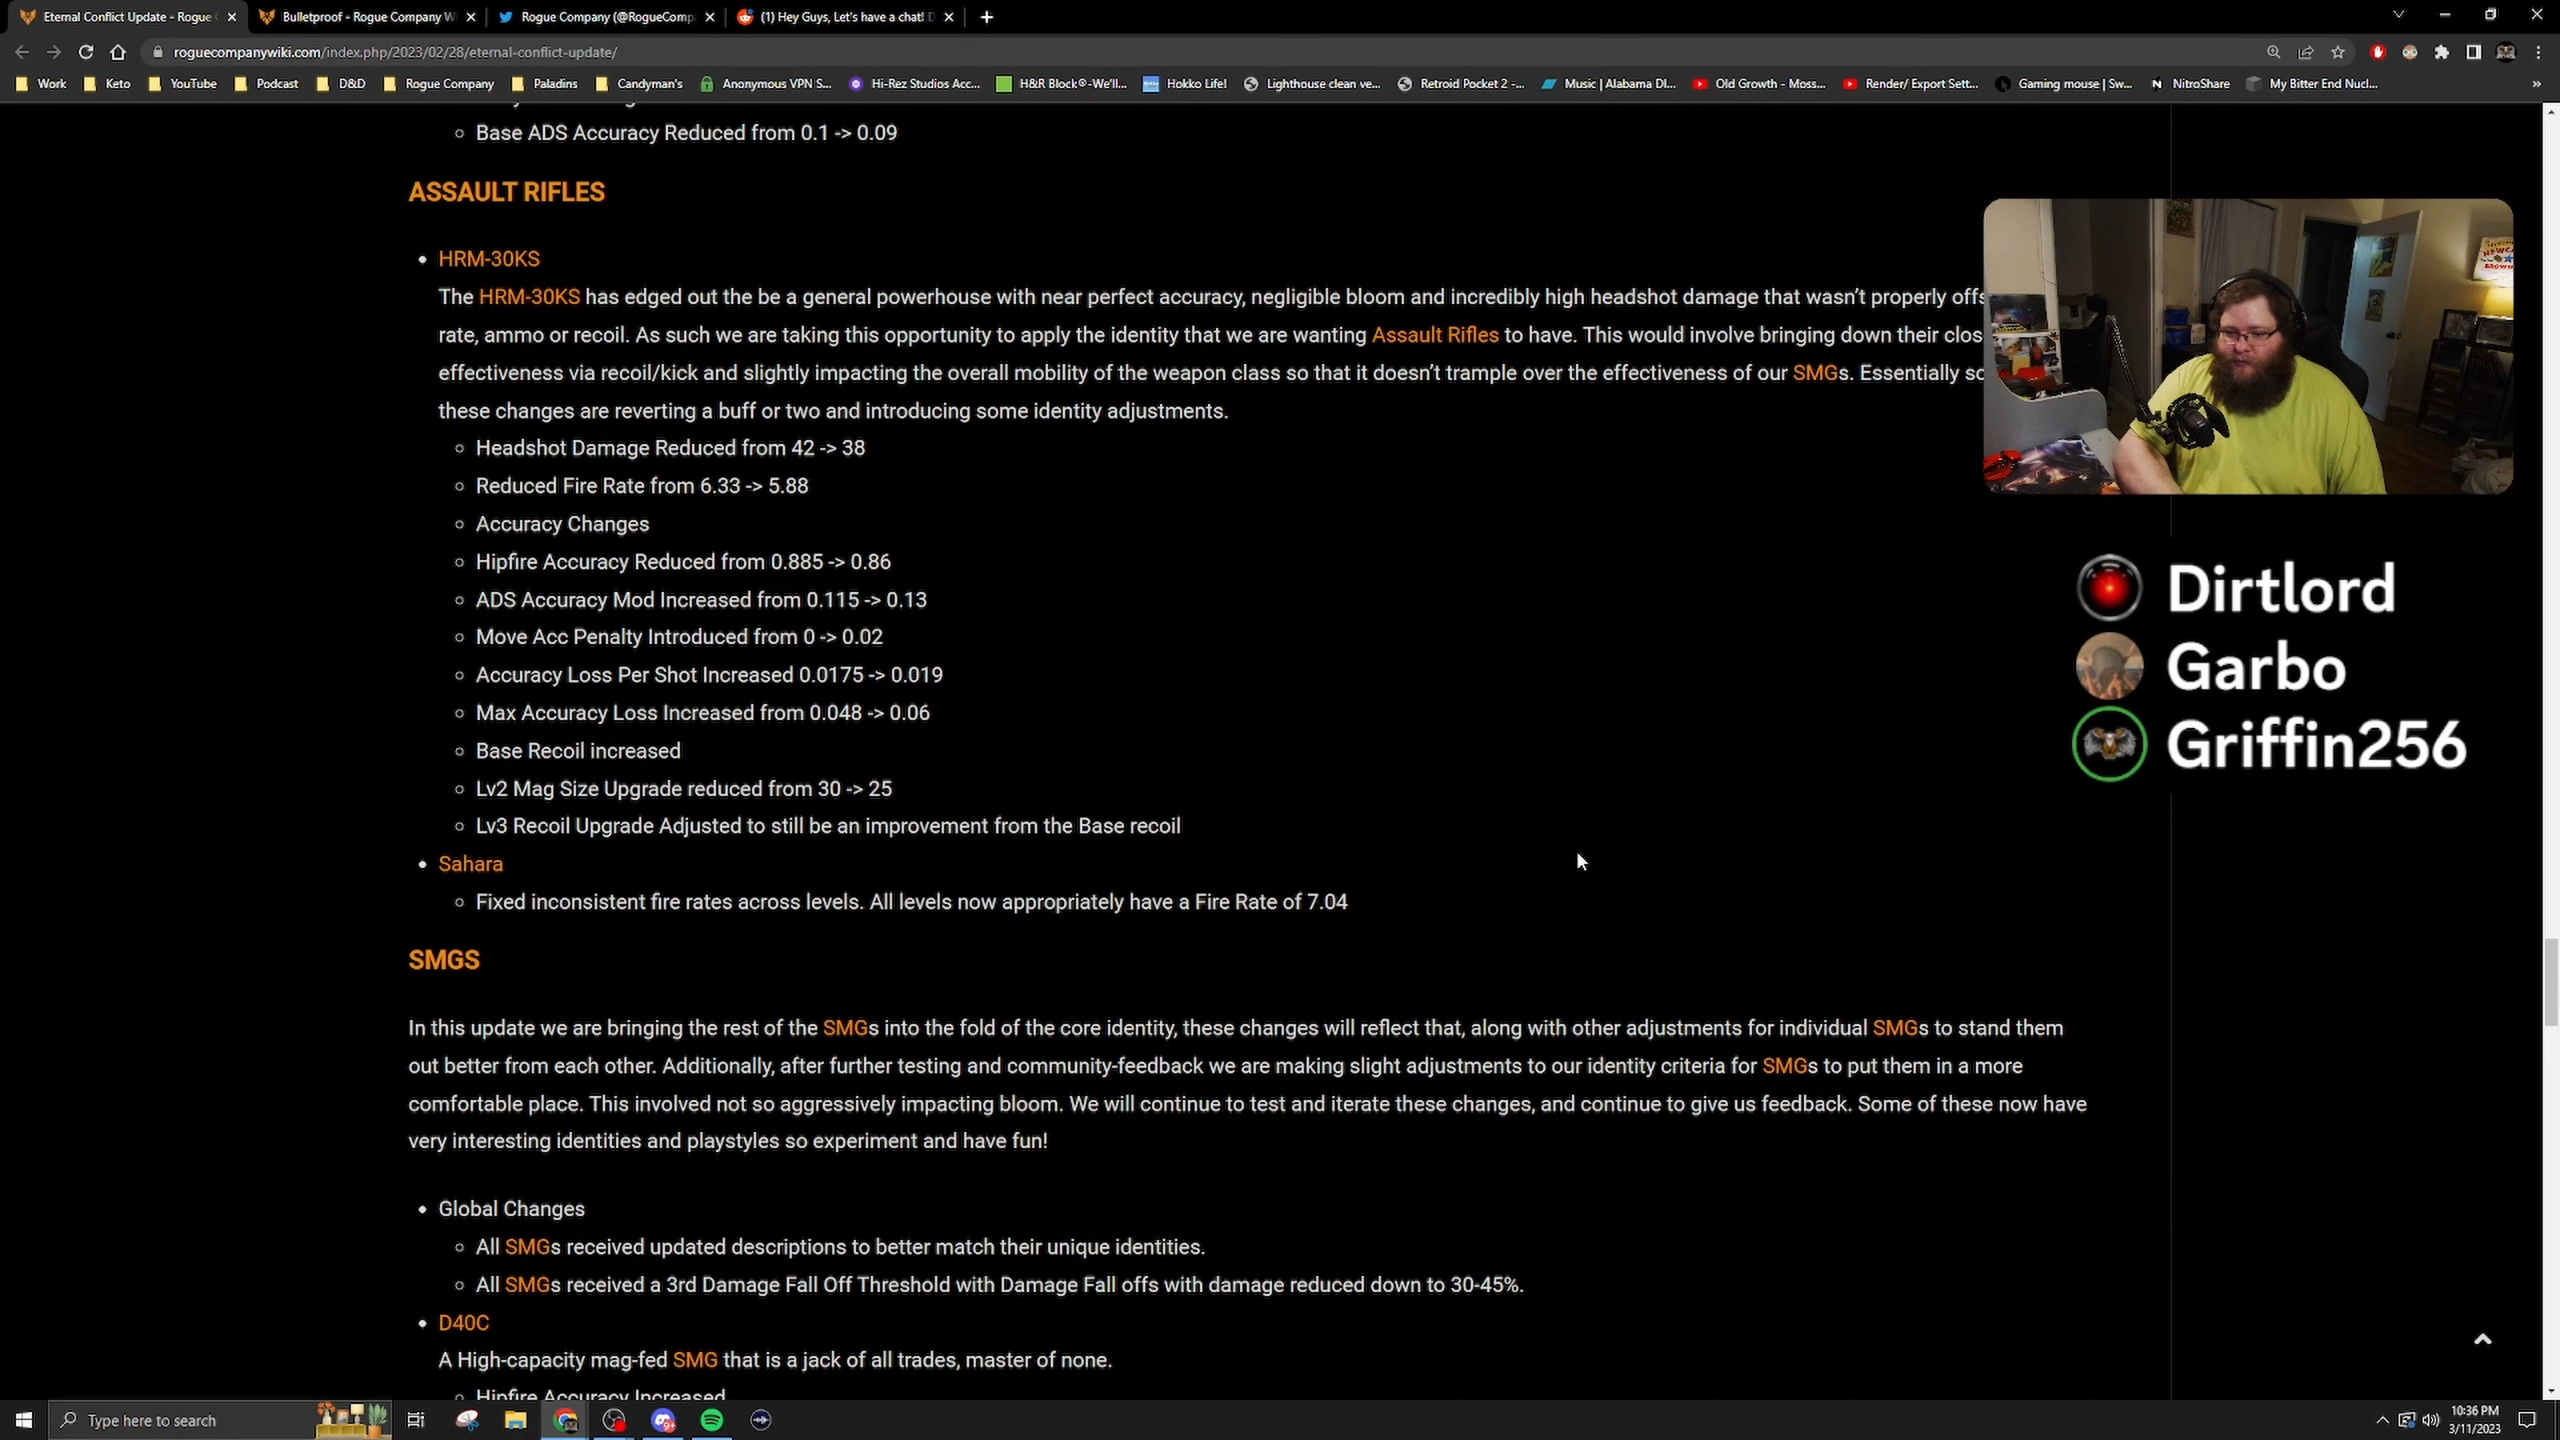 Eternal Conflict Update - Rogue
Bulletproof - Rogue Company W
Rogue Company (@RogueComp
(1) Hey Guys, Let's have a chat!
roguecompanywiki.com/index.php/2023/02/28/eternal-conflict-update/
Work
Keto
YouTube
Podcast
D&D
Rogue Company
Paladins
Candyman's
Anonymous VPN S...
Hi-Rez Studios Acc...
H&R Block®-We'll...
Hokko Life!
Lighthouse clean ve...
Retroid Pocket 2 -...
Music | Alabama Dl...
Old Growth - Moss...
Render/ Export Sett...
Gaming mouse | Sw...
NitroShare
My Bitter End Nucl...
Base ADS Accuracy Reduced from 0.1 -> 0.09
ASSAULT RIFLES
HRM-30KS
The HRM-30KS has edged out the be a general powerhouse with near perfect accuracy, negligible bloom and incredibly high headshot damage that wasn't properly offs
rate, ammo or recoil. As such we are taking this opportunity to apply the identity that we are wanting Assault Rifles to have. This would involve bringing down their clos
effectiveness via recoil/kick and slightly impacting the overall mobility of the weapon class so that it doesn't trample over the effectiveness of our SMGs. Essentially so
these changes are reverting a buff or two and introducing some identity adjustments.
Headshot Damage Reduced from 42 -> 38
Reduced Fire Rate from 6.33 -> 5.88
Accuracy Changes
Hipfire Accuracy Reduced from 0.885 -> 0.86
ADS Accuracy Mod Increased from 0.115 -> 0.13
Move Acc Penalty Introduced from 0 -> 0.02
Accuracy Loss Per Shot Increased 0.0175 -> 0.019
Max Accuracy Loss Increased from 0.048 -> 0.06
Base Recoil increased
Lv2 Mag Size Upgrade reduced from 30 -> 25
Lv3 Recoil Upgrade Adjusted to still be an improvement from the Base recoil
Sahara
Fixed inconsistent fire rates across levels. All levels now appropriately have a Fire Rate of 7.04
Dirtlord
Garbo
Griffin256
SMGS
In this update we are bringing the rest of the SMGs into the fold of the core identity, these changes will reflect that, along with other adjustments for individual SMGs to stand them
out better from each other. Additionally, after further testing and community-feedback we are making slight adjustments to our identity criteria for SMGs to put them in a more
comfortable place. This involved not so aggressively impacting bloom. We will continue to test and iterate these changes, and continue to give us feedback. Some of these now have
very interesting identities and playstyles so experiment and have fun!
Global Changes
All SMGs received updated descriptions to better match their unique identities.
All SMGs received a 3rd Damage Fall Off Threshold with Damage Fall offs with damage reduced down to 30-45%.
D40C
A High-capacity mag-fed SMG that is a jack of all trades, master of none.
Hipfire Accuracy Increased
Type here to search
10:36 PM
3/11/2023